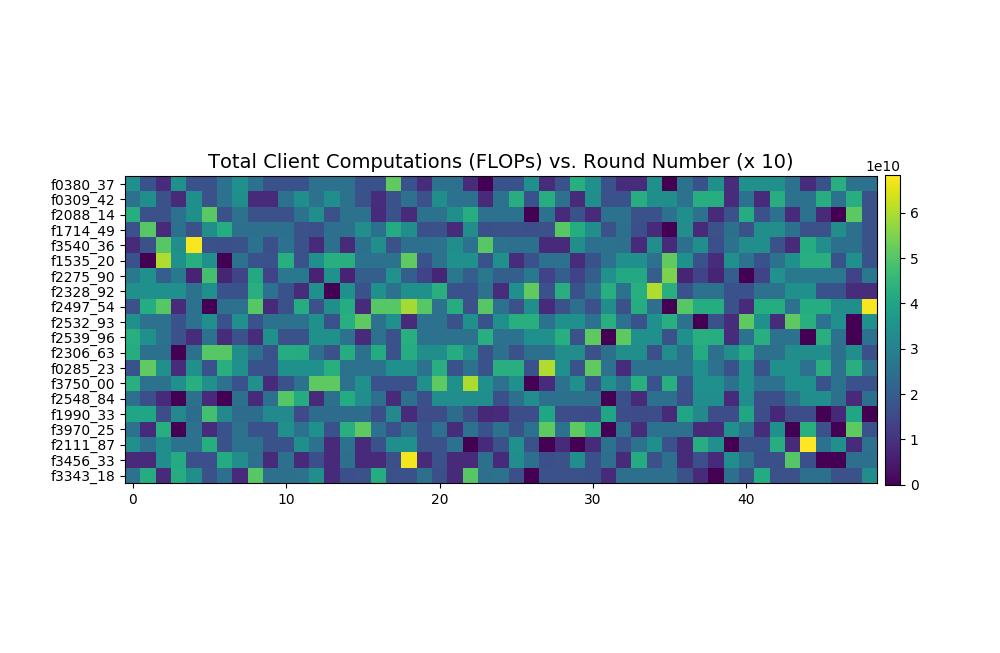 Total Client Computations (FLOPs) vs. Round Number (x 10)
1e10
f0380_37
f0309_42
f2088_14
f1714_49
f3540_36
f1535_20
f2275_90
f2328_92
f2497_54
f2532_93
f2539_96
f2306_63
f0285_23
f3750_00
f2548_84
f1990_33
f3970_25
f2111_87
f3456_33
f3343_18
0 10 20 30 40
6
5
4
3
2
1
0